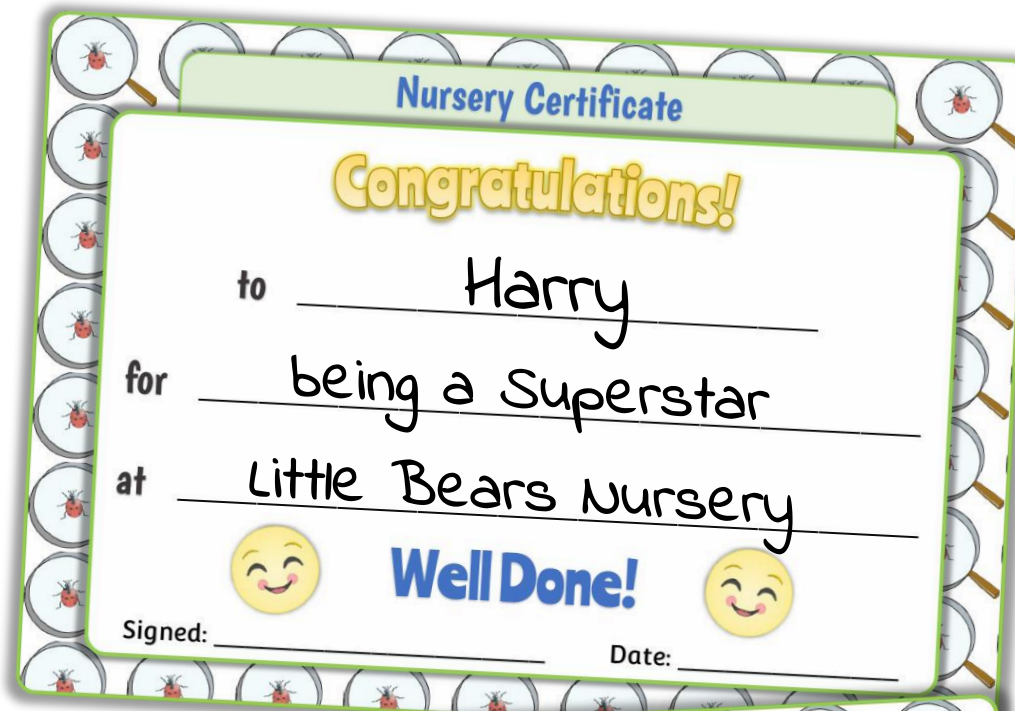 Nursery Certificate
Congratulations!
to Harry
for being a Superstar
at Little Bears Nursery
Well Done!
Signed:
Date: